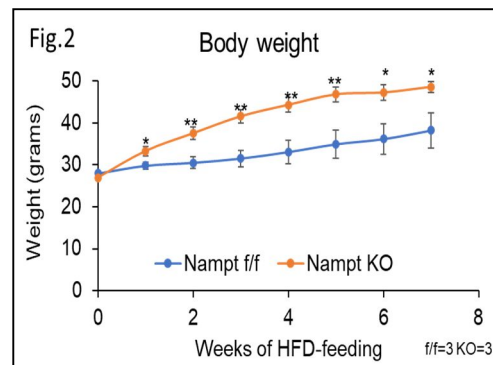 Fig.2
Body weight
50
40
30
20
10
0
Weight (grams)
* ** ** ** ** * *
Nampt f/f Nampt KO
0 2 4 6 8
Weeks of HFD-feeding
f/f=3 KO=3